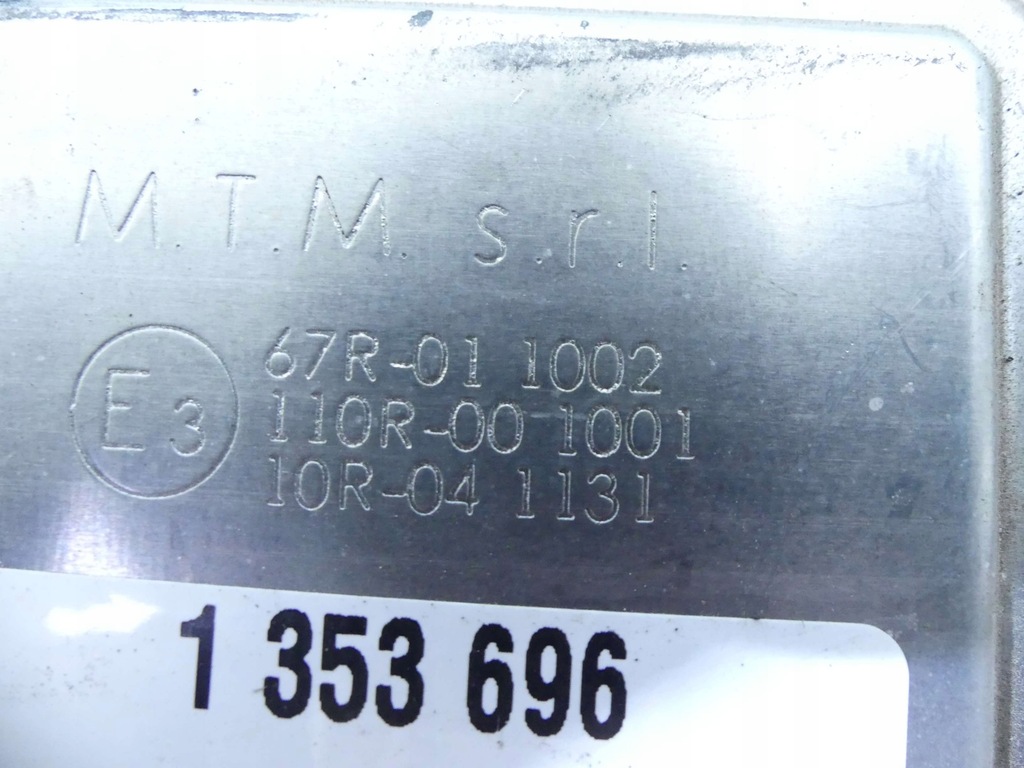 M.T.M. s.r.l.
E3
67R-01 1002
110R-00 1001
10R-04 1131
1 353 696